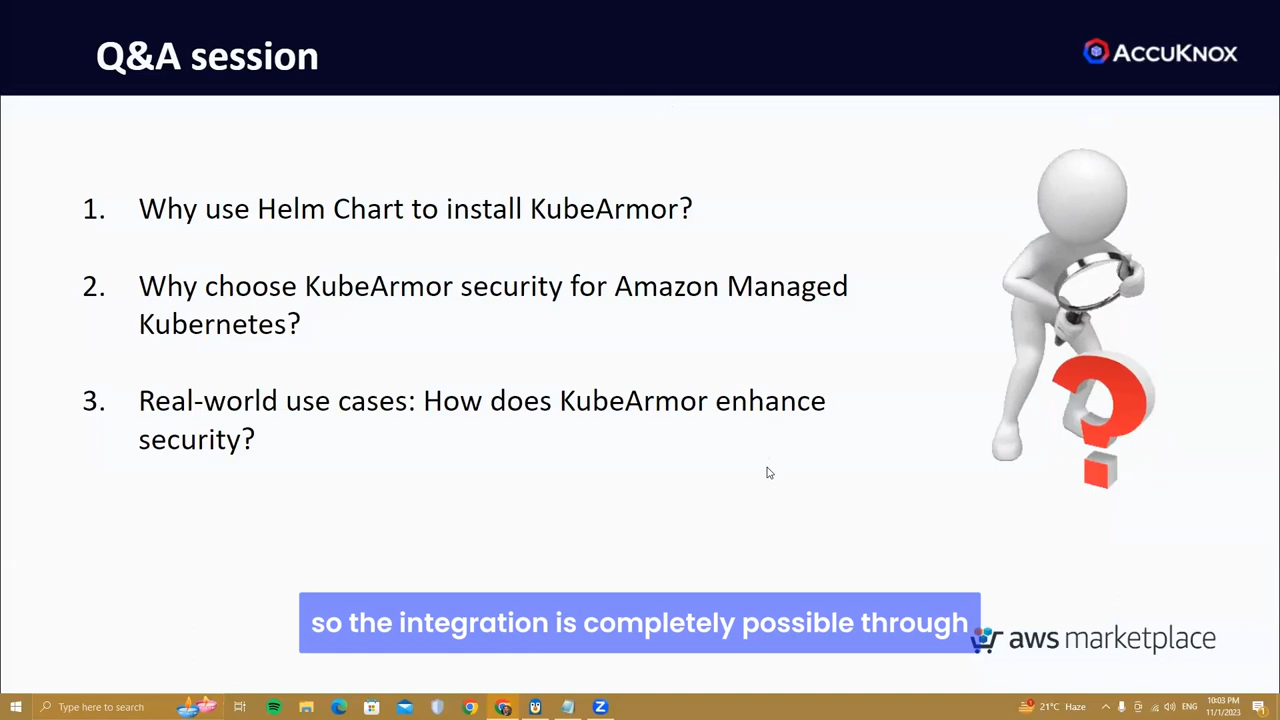 Q&A session
ACCUKNOX
1. Why use Helm Chart to install KubeArmor?
2. Why choose KubeArmor security for Amazon Managed
Kubernetes?
3. Real-world use cases: How does KubeArmor enhance
security?
?
so the integration is completely possible through
aws marketplace
Type here to search
21°C Haze
ENG
10:03 PM
11/1/2023